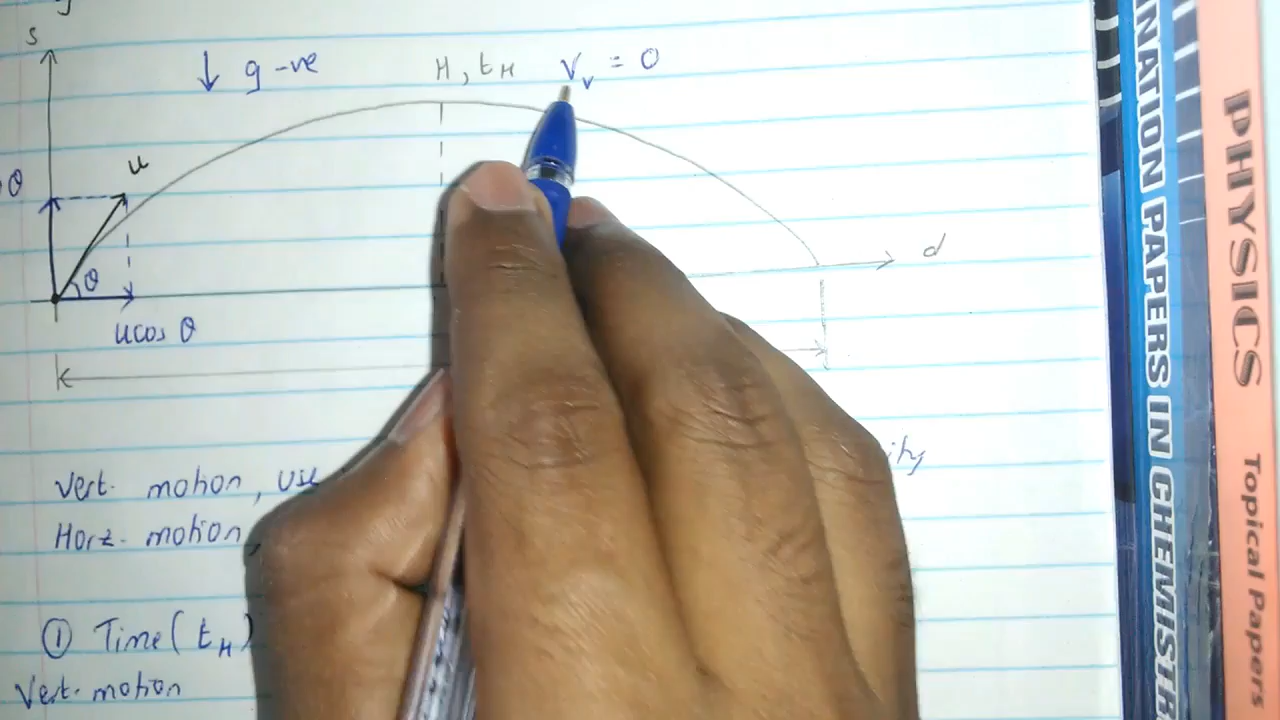 s
↓ g -ve
H, tH Vv = 0
u
θ
θ
d
ucos θ
Vert. motion, use
Horz. motion,
① Time(tH)
Vert. motion
NATION PAPERS IN CHEMISTR
PHYSICS Topical Papers